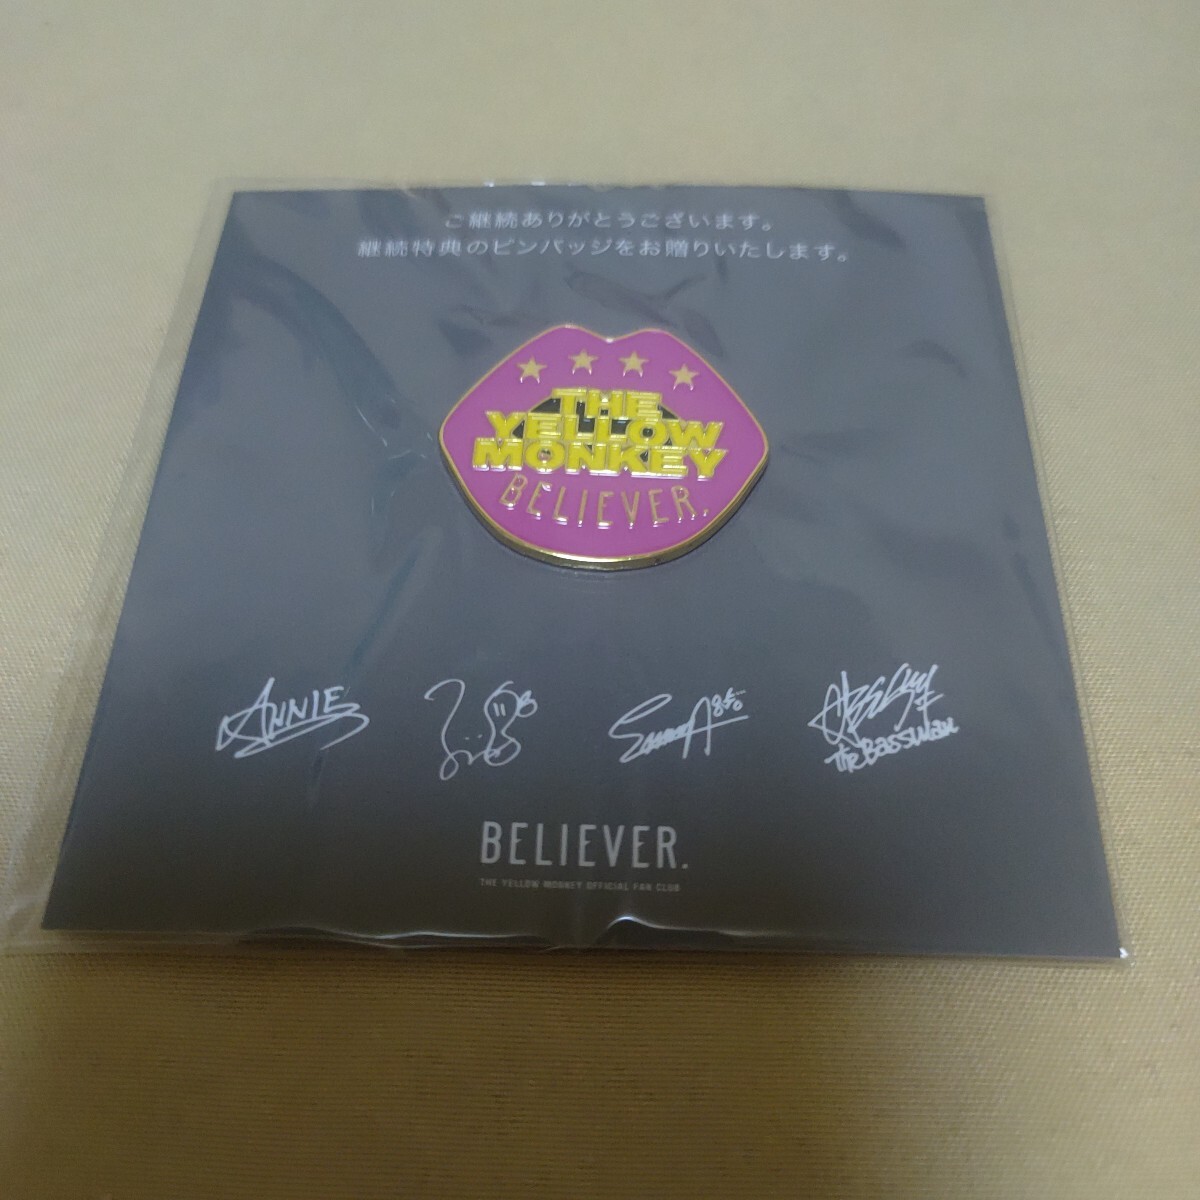 ご継続ありがとうございます。
継続特典のピンバッジをお贈りいたします。
THE
YELLOW
MONKEY
BELIEVER.
ANNIE
EmmA
The Bassman
BELIEVER.
THE YELLOW MONKEY OFFICIAL FAN CLUB